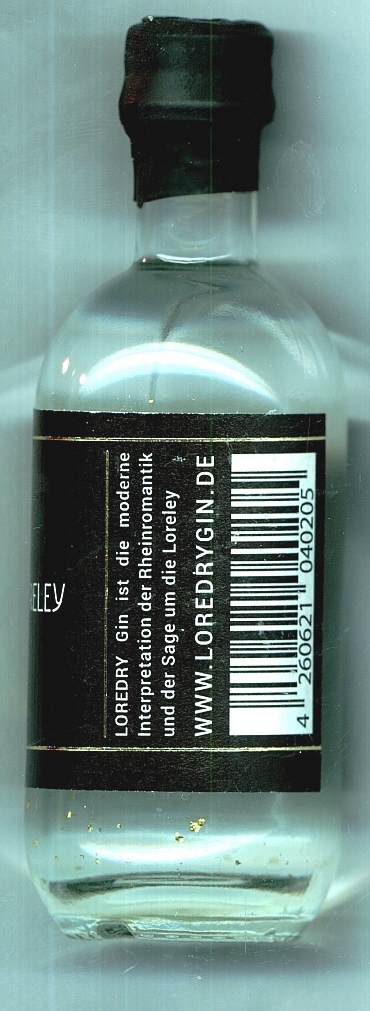 ELEY
LOREDRY Gin ist die moderne
Interpretation der Rheinromantik
und der Sage um die Loreley
WWW.LOREDRYGIN.DE
4 260621 040205